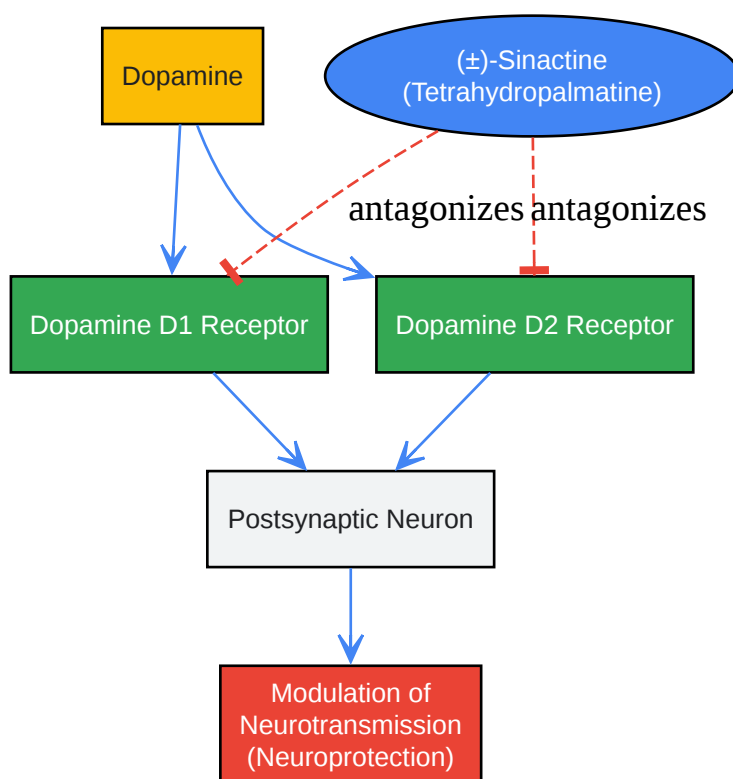 Dopamine
(±)-Sinactine
(Tetrahydropalmatine)
antagonizes
antagonizes
Dopamine D1 Receptor
Dopamine D2 Receptor
Postsynaptic Neuron
Modulation of
Neurotransmission
(Neuroprotection)